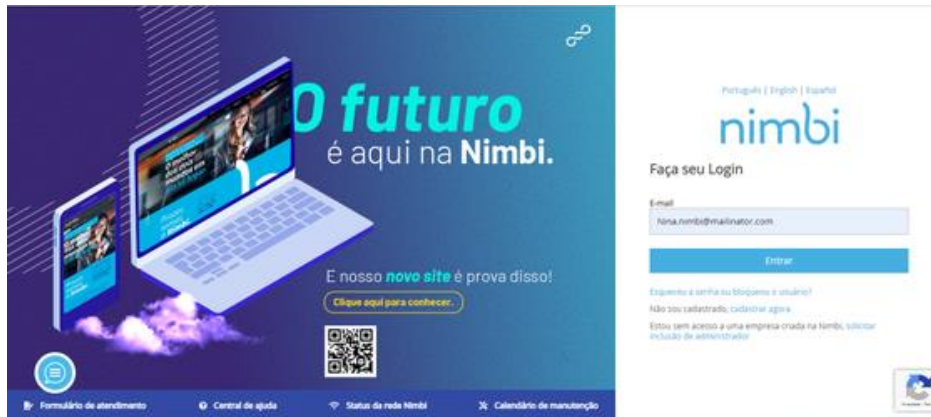 O futuro
é aqui na Nimbi.
E nosso novo site é prova disso!
Clique aqui para conhecer.
Formulário de atendimento
Central de ajuda
Status da rede Nimbi
Calendário de manutenção
Português | English | Español
nimbi
Faça seu Login
E-mail
Nina.nimbi@mailinator.com
Entrar
Esqueceu a senha ou bloqueou o usuário?
Não sou cadastrado, cadastrar agora
Estou sem acesso a uma empresa criada na Nimbi, solicitar
inclusão de administrador